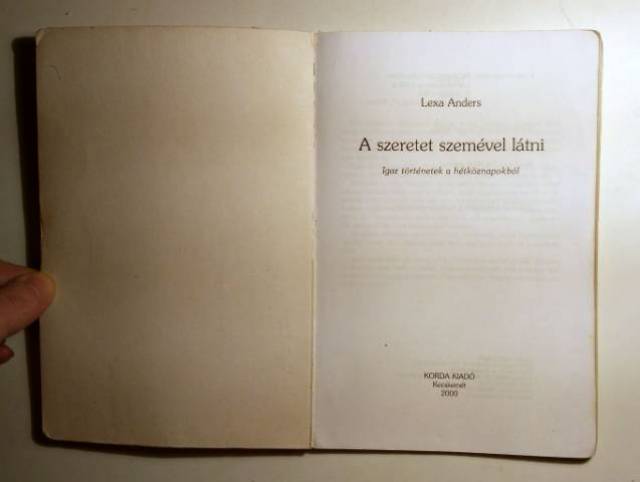 Lexa Anders
A szeretet szemével látni
Igaz történetek a hétköznapokból
KORDA KIADÓ
Kecskemét
2000